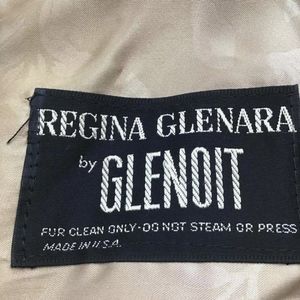 REGINA GLENARA
by GLENOIT
FUR CLEAN ONLY-DO NOT STEAM OR PRESS
MADE IN U.S.A.